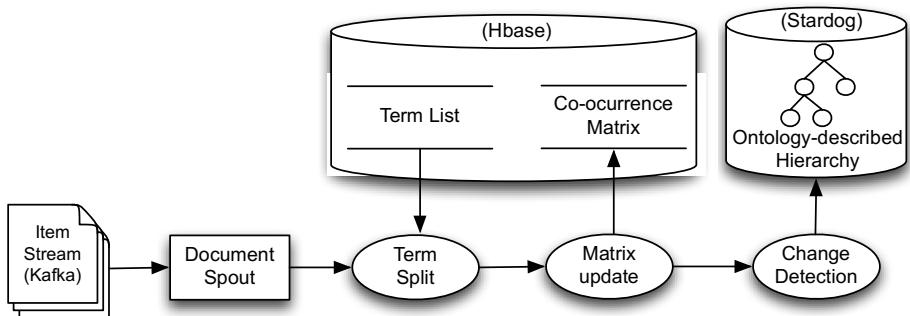 (Hbase)
(Stardog)
Term List
Co-ocurrence
Matrix
Ontology-described
Hierarchy
Item
Stream
(Kafka)
Document
Spout
Term
Split
Matrix
update
Change
Detection